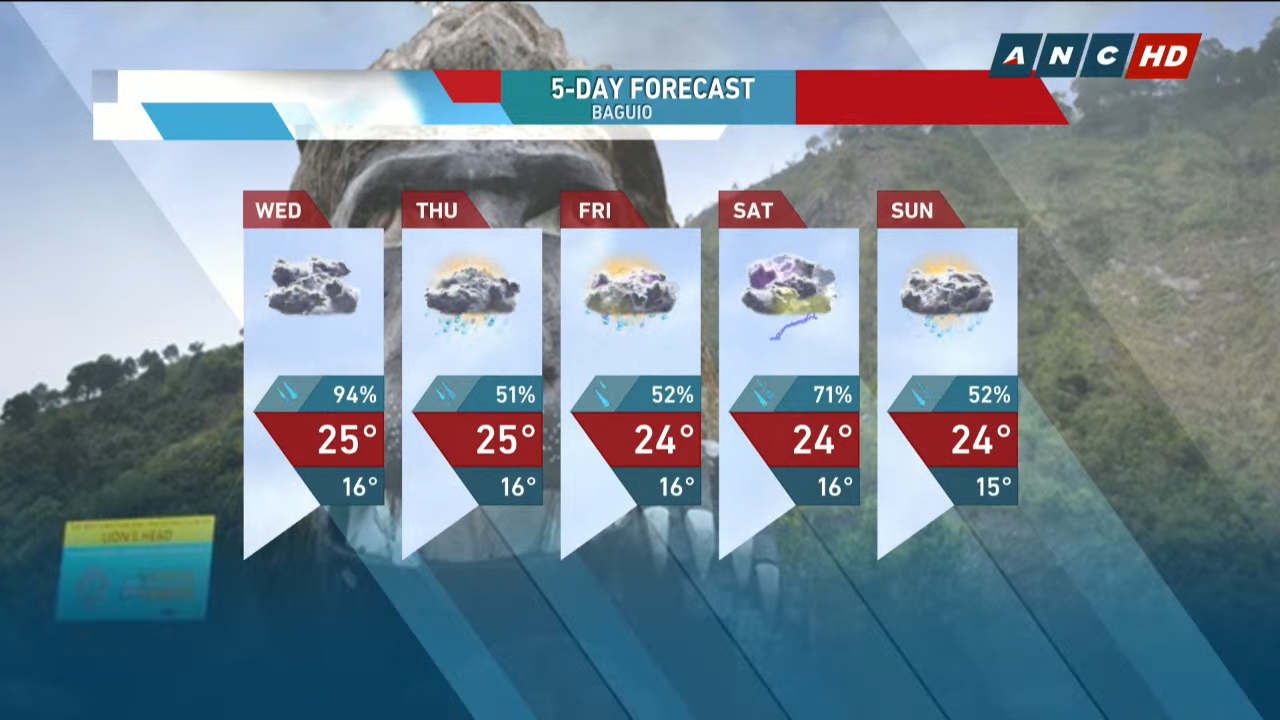 ANC HD
5-DAY FORECAST
BAGUIO
WED
THU
FRI
SAT
SUN
94%
51%
52%
71%
52%
25°
25°
24°
24°
24°
16°
16°
16°
16°
15°
LION'S HEAD